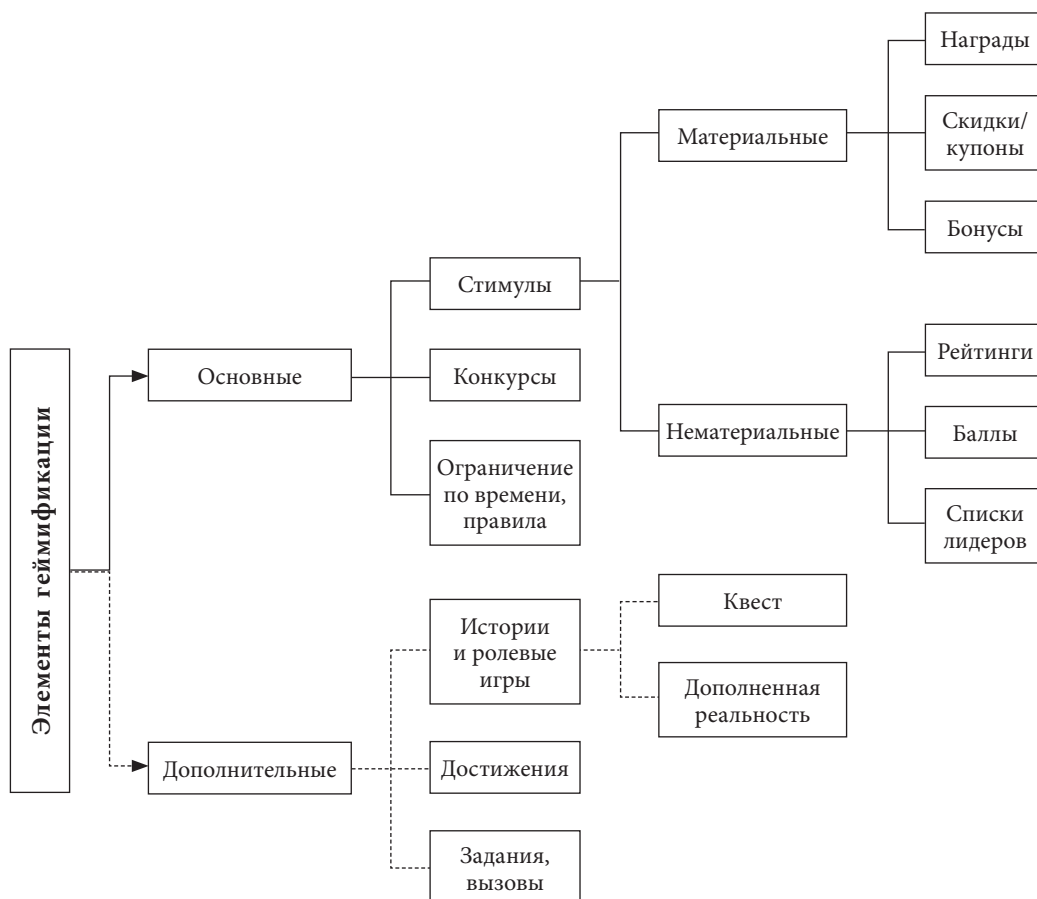 Элементы геймификации
Основные
Стимулы
Материальные
Награды
Скидки/
купоны
Бонусы
Нематериальные
Рейтинги
Баллы
Списки
лидеров
Конкурсы
Ограничение
по времени,
правила
Дополнительные
Истории
и ролевые
игры
Квест
Дополненная
реальность
Достижения
Задания,
вызовы